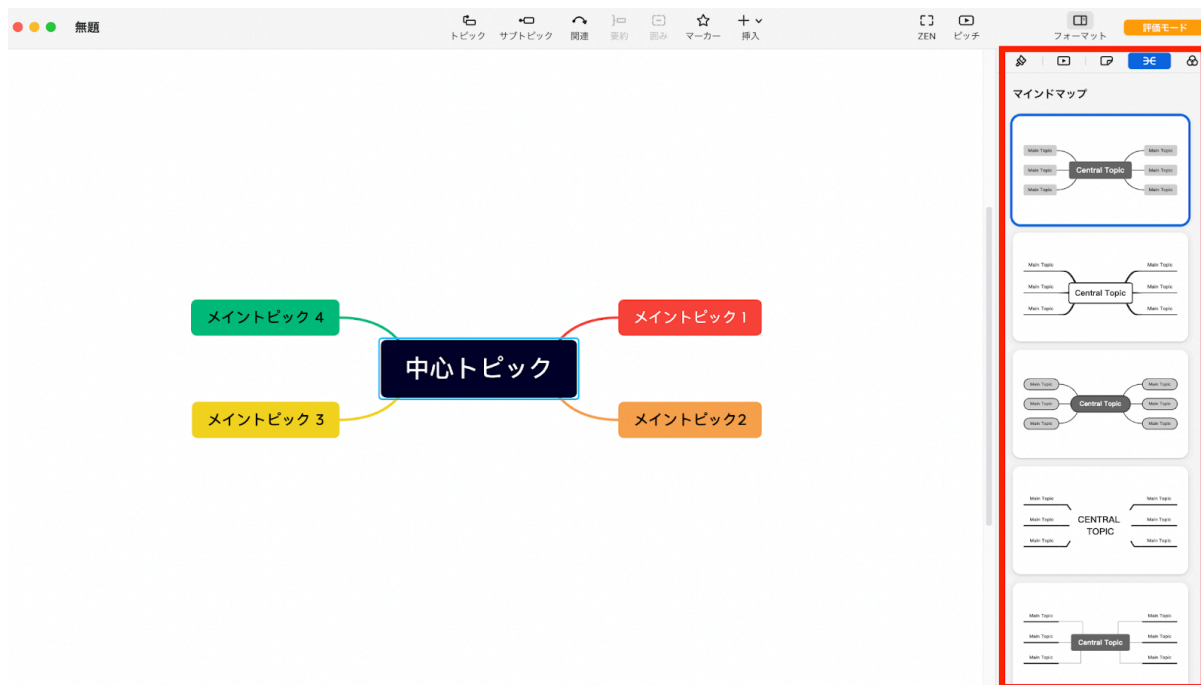 無題
トピック
サブトピック
関連
要約
囲み
マーカー
挿入
ZEN
ピッチ
フォーマット
評価モード
マインドマップ
Main Topic
Main Topic
Main Topic
Central Topic
Main Topic
Main Topic
Main Topic
Main Topic
Main Topic
Main Topic
Central Topic
Main Topic
Main Topic
Main Topic
Main Topic
Main Topic
Main Topic
Central Topic
Main Topic
Main Topic
Main Topic
Main Topic
Main Topic
Main Topic
CENTRAL
TOPIC
Main Topic
Main Topic
Main Topic
Main Topic
Main Topic
Main Topic
Central Topic
Main Topic
Main Topic
Main Topic
メイントピック 4
メイントピック 1
中心トピック
メイントピック 3
メイントピック2